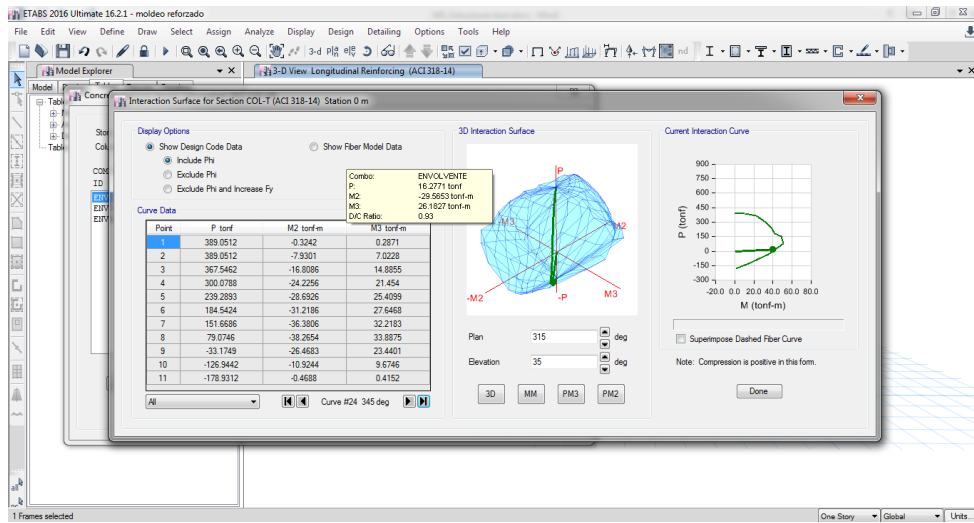 ETABS 2016 Ultimate 16.2.1 - moldeo reforzado
File Edit View Define Draw Select Assign Analyze Display Design Detailing Options Tools Help
3-d
nd
Model Explorer
3-D View Longitudinal Reinforcing (ACI 318-14)
Model
Concre
Interaction Surface for Section COL-T (ACI 318-14) Station 0 m
Display Options
Show Design Code Data
Show Fiber Model Data
Include Phi
Exclude Phi
Exclude Phi and Increase Fy
Combo: ENVOLVENTE
P: 16.2771 tonf
M2: -29.5653 tonf-m
M3: 26.1827 tonf-m
D/C Ratio: 0.93
Curve Data
Point P tonf M2 tonf-m M3 tonf-m
1 389.0512 -0.3242 0.2871
2 389.0512 -7.9301 7.0228
3 367.5462 -16.8086 14.8855
4 300.0788 -24.2256 21.454
5 239.2893 -28.6926 25.4099
6 184.5424 -31.2186 27.6468
7 151.6686 -36.3806 32.2183
8 79.0746 -38.2654 33.8875
9 -33.1749 -26.4683 23.4401
10 -126.9442 -10.9244 9.6746
11 -178.9312 -0.4688 0.4152
All
Curve #24 345 deg
3D Interaction Surface
P
-M3
M2
-M2
-P
M3
Plan 315 deg
Elevation 35 deg
3D MM PM3 PM2
Current Interaction Curve
P (tonf)
900
750
600
450
300
150
0
-150
-300
-20.0 0.0 20.0 40.0 60.0 80.0
M (tonf-m)
Superimpose Dashed Fiber Curve
Note: Compression is positive in this form.
Done
1 Frames selected
One Story
Global
Units...